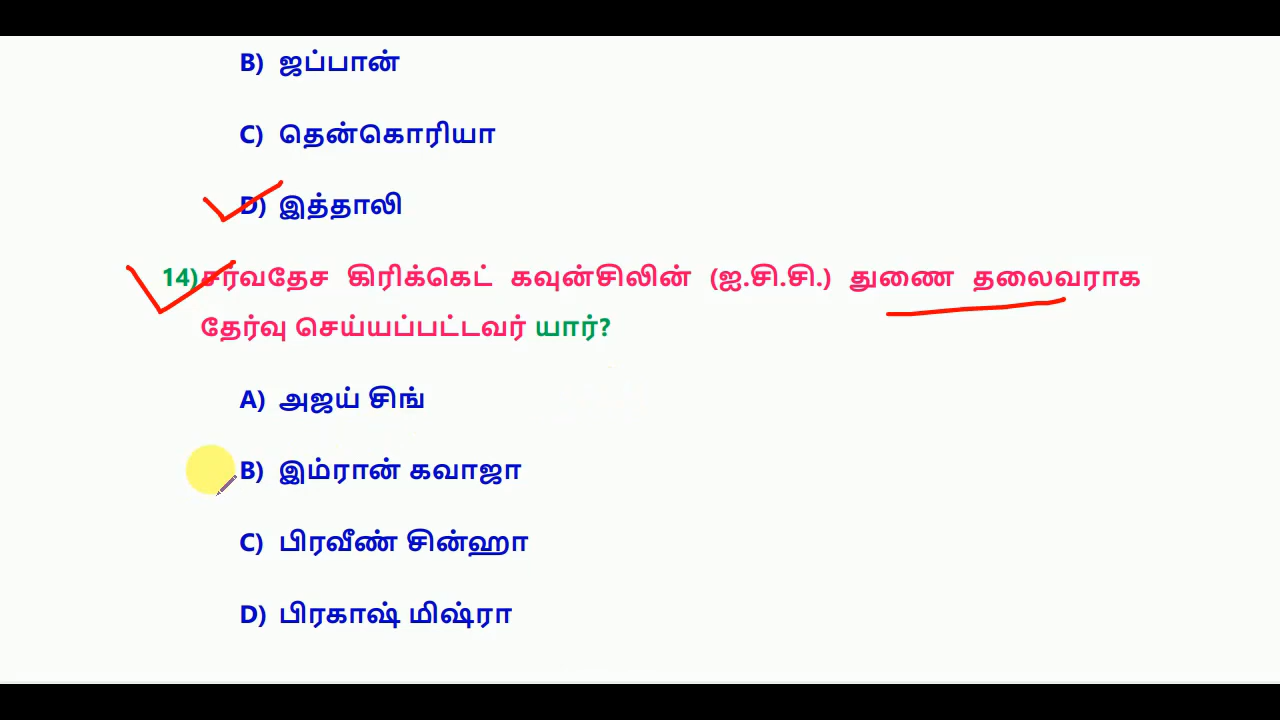 B) ஜப்பான்
C) தென்கொரியா
D) இத்தாலி
14)சர்வதேச கிரிக்கெட் கவுன்சிலின் (ஐ.சி.சி.) துணை தலைவராக
தேர்வு செய்யப்பட்டவர் யார்?
A) அஜய் சிங்
B) இம்ரான் கவாஜா
C) பிரவீண் சின்ஹா
D) பிரகாஷ் மிஷ்ரா